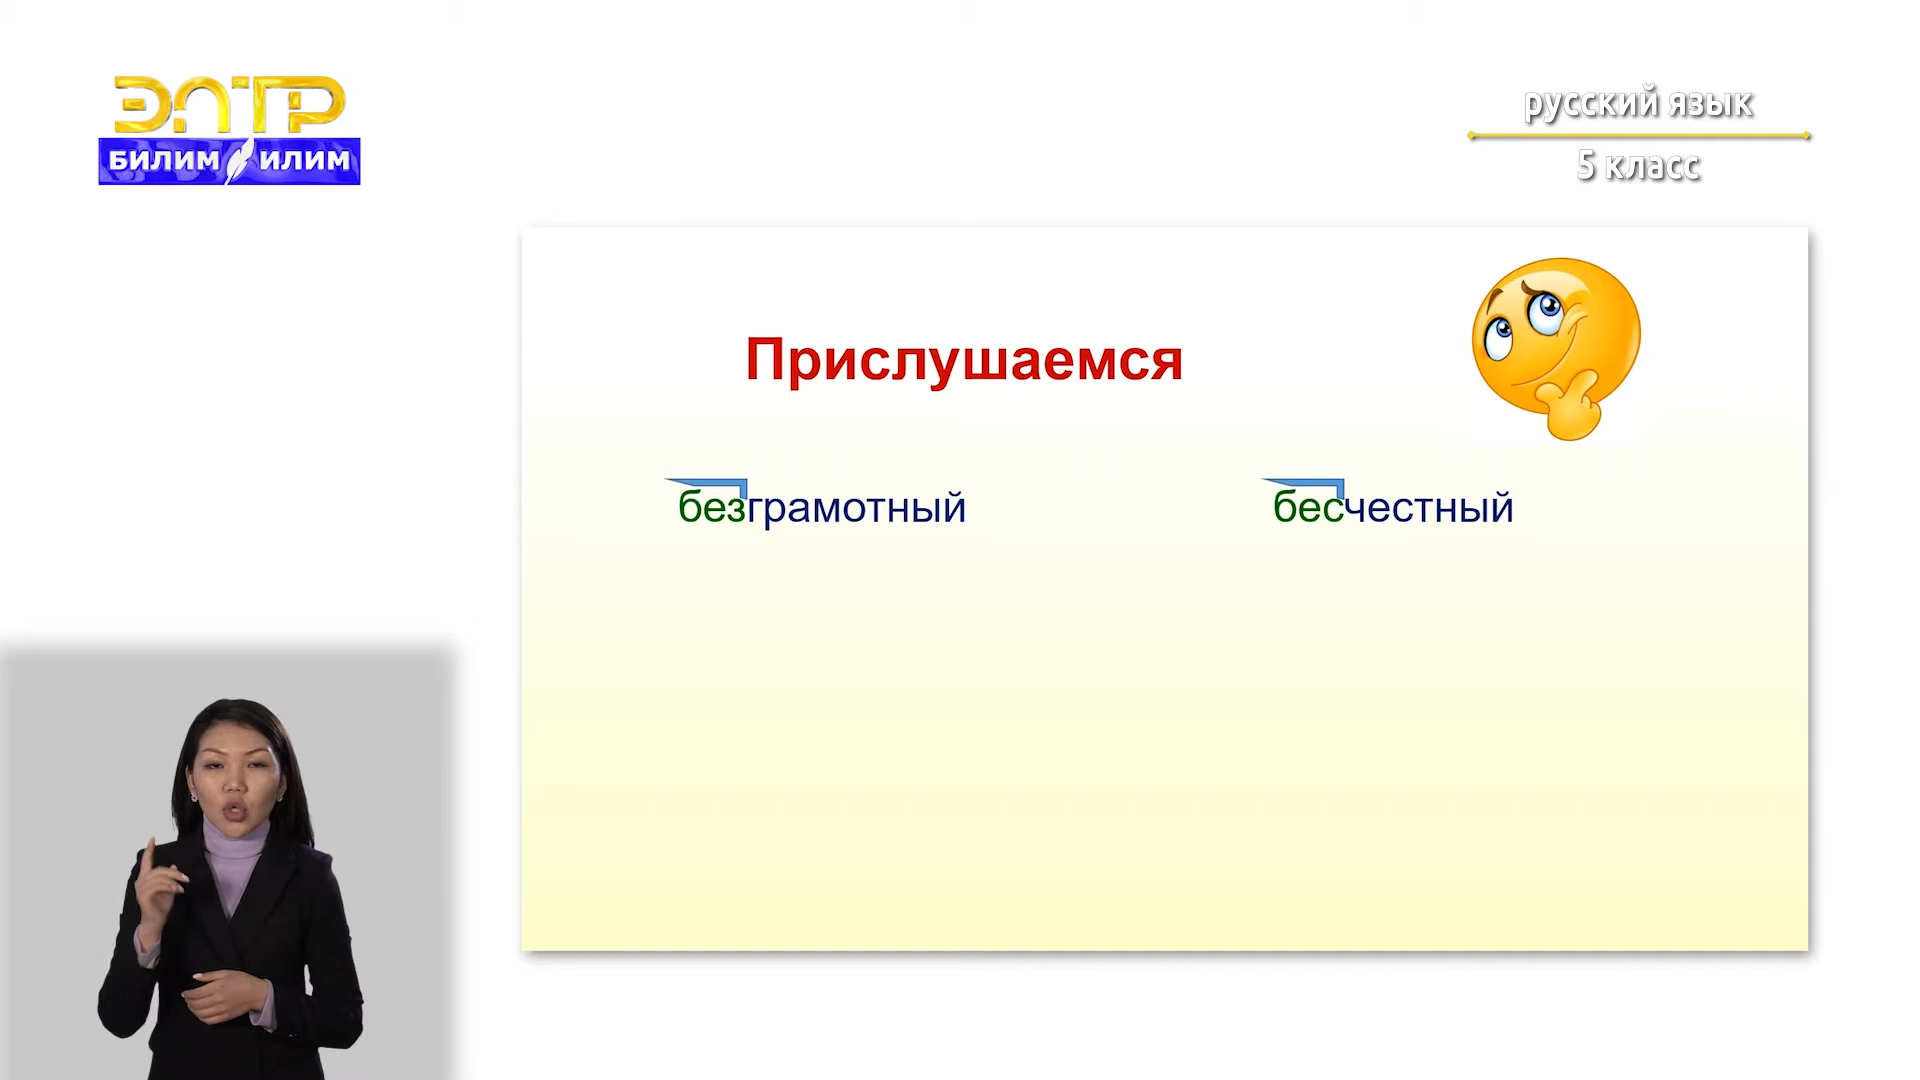 ЭЛТР
БИЛИМ ИЛИМ
русский язык
5 класс
Прислушаемся
безграмотный
бесчестный